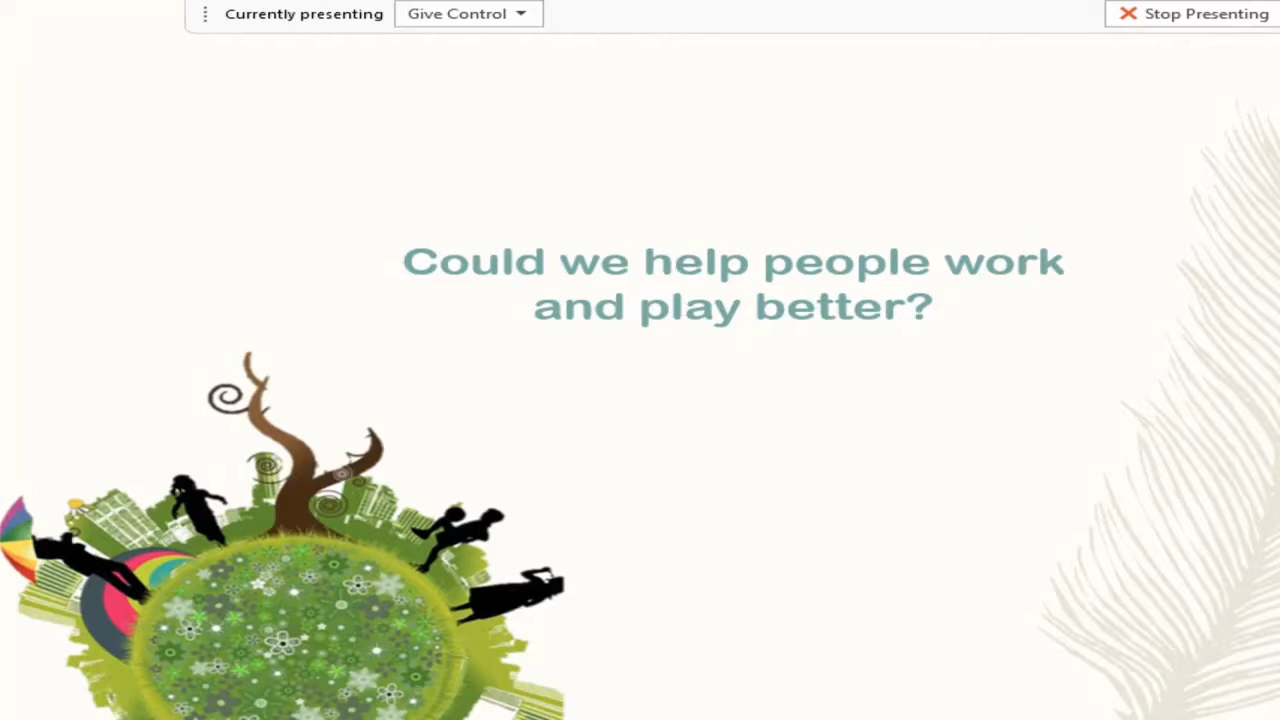 Currently presenting Give Control Stop Presenting
Could we help people work
and play better?